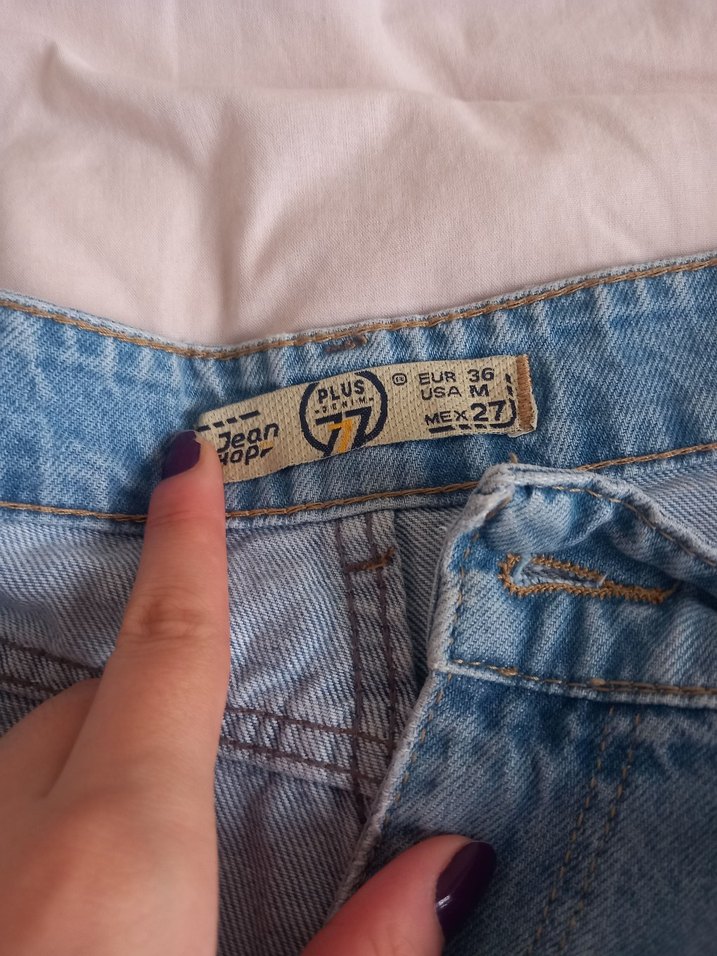 Jean
PLUS
DENIM
77
EUR 36
USA M
MEX 27